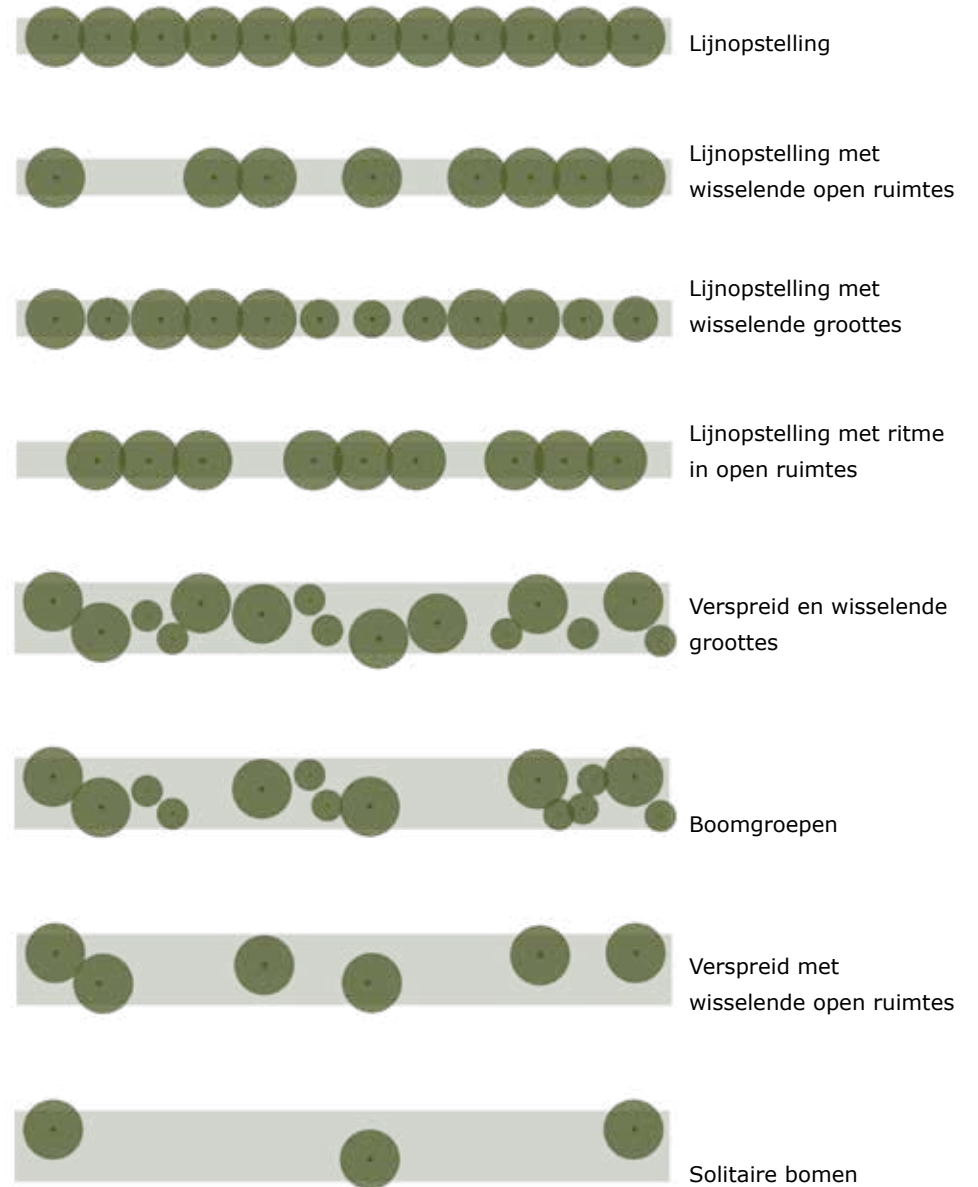 Lijnopstelling
Lijnopstelling met
wisselende open ruimtes
Lijnopstelling met
wisselende groottes
Lijnopstelling met ritme
in open ruimtes
Verspreid en wisselende
groottes
Boomgroepen
Verspreid met
wisselende open ruimtes
Solitaire bomen